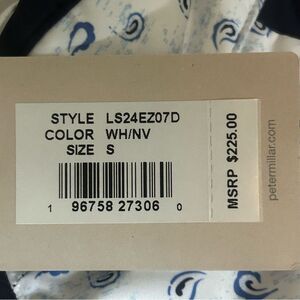 STYLE LS24EZ07D
COLOR WH/NV
SIZE S
1 96758 27306 0
MSRP $225.00
petermillar.com